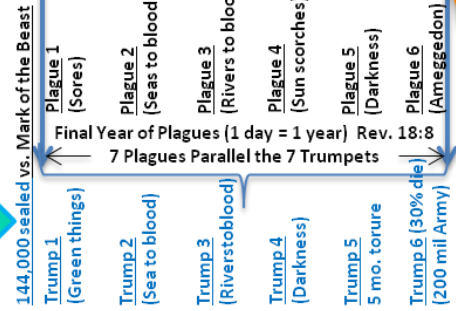 144,000 sealed vs. Mark of the Beast
Plague 1
(Sores)
Plague 2
(Seas to blood
Plague 3
(Rivers to bloo
Plague 4
(Sun scorches)
Plague 5
(Darkness)
Plague 6
(Ameggedon)
Final Year of Plagues (1 day = 1 year) Rev. 18:8
7 Plagues Parallel the 7 Trumpets
Trump 1
(Green things)
Trump 2
(Sea to blood)
Trump 3
(Riverstoblood)
Trump 4
(Darkness)
Trump 5
5 mo. torure
Trump 6 (30% die)
(200 mil Army)